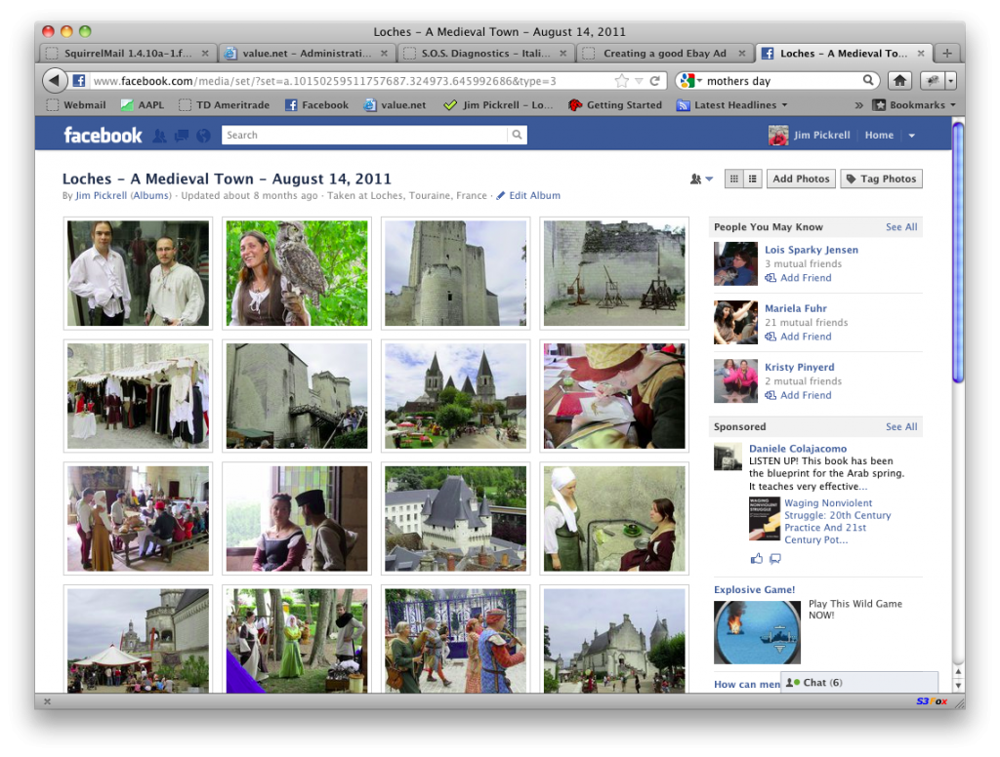 Loches – A Medieval Town – August 14, 2011
SquirrelMail 1.4.10a-1.f...
value.net – Administrati...
S.O.S. Diagnostics – Itali...
Creating a good Ebay Ad
Loches – A Medieval To...
www.facebook.com/media/set/?set=a.10150259511757687.324973.645992686&type=3
mothers day
Webmail
AAPL
TD Ameritrade
Facebook
value.net
Jim Pickrell – Lo...
Getting Started
Latest Headlines
Bookmarks
facebook
Search
Jim Pickrell
Home
Loches – A Medieval Town – August 14, 2011
Add Photos
Tag Photos
By Jim Pickrell (Albums) · Updated about 8 months ago · Taken at Loches, Touraine, France · Edit Album
People You May Know
See All
Lois Sparky Jensen
3 mutual friends
Add Friend
Mariela Fuhr
21 mutual friends
Add Friend
Kristy Pinyerd
2 mutual friends
Add Friend
Sponsored
See All
Daniele Colajacomo
LISTEN UP! This book has been
the blueprint for the Arab spring.
It teaches very effective...
WAGING
NONVIOLENT
STRUGGLE
Waging Nonviolent
Struggle: 20th Century
Practice And 21st
Century Pot...
Explosive Game!
Play This Wild Game
NOW!
How can men
Chat (6)
S3Fox